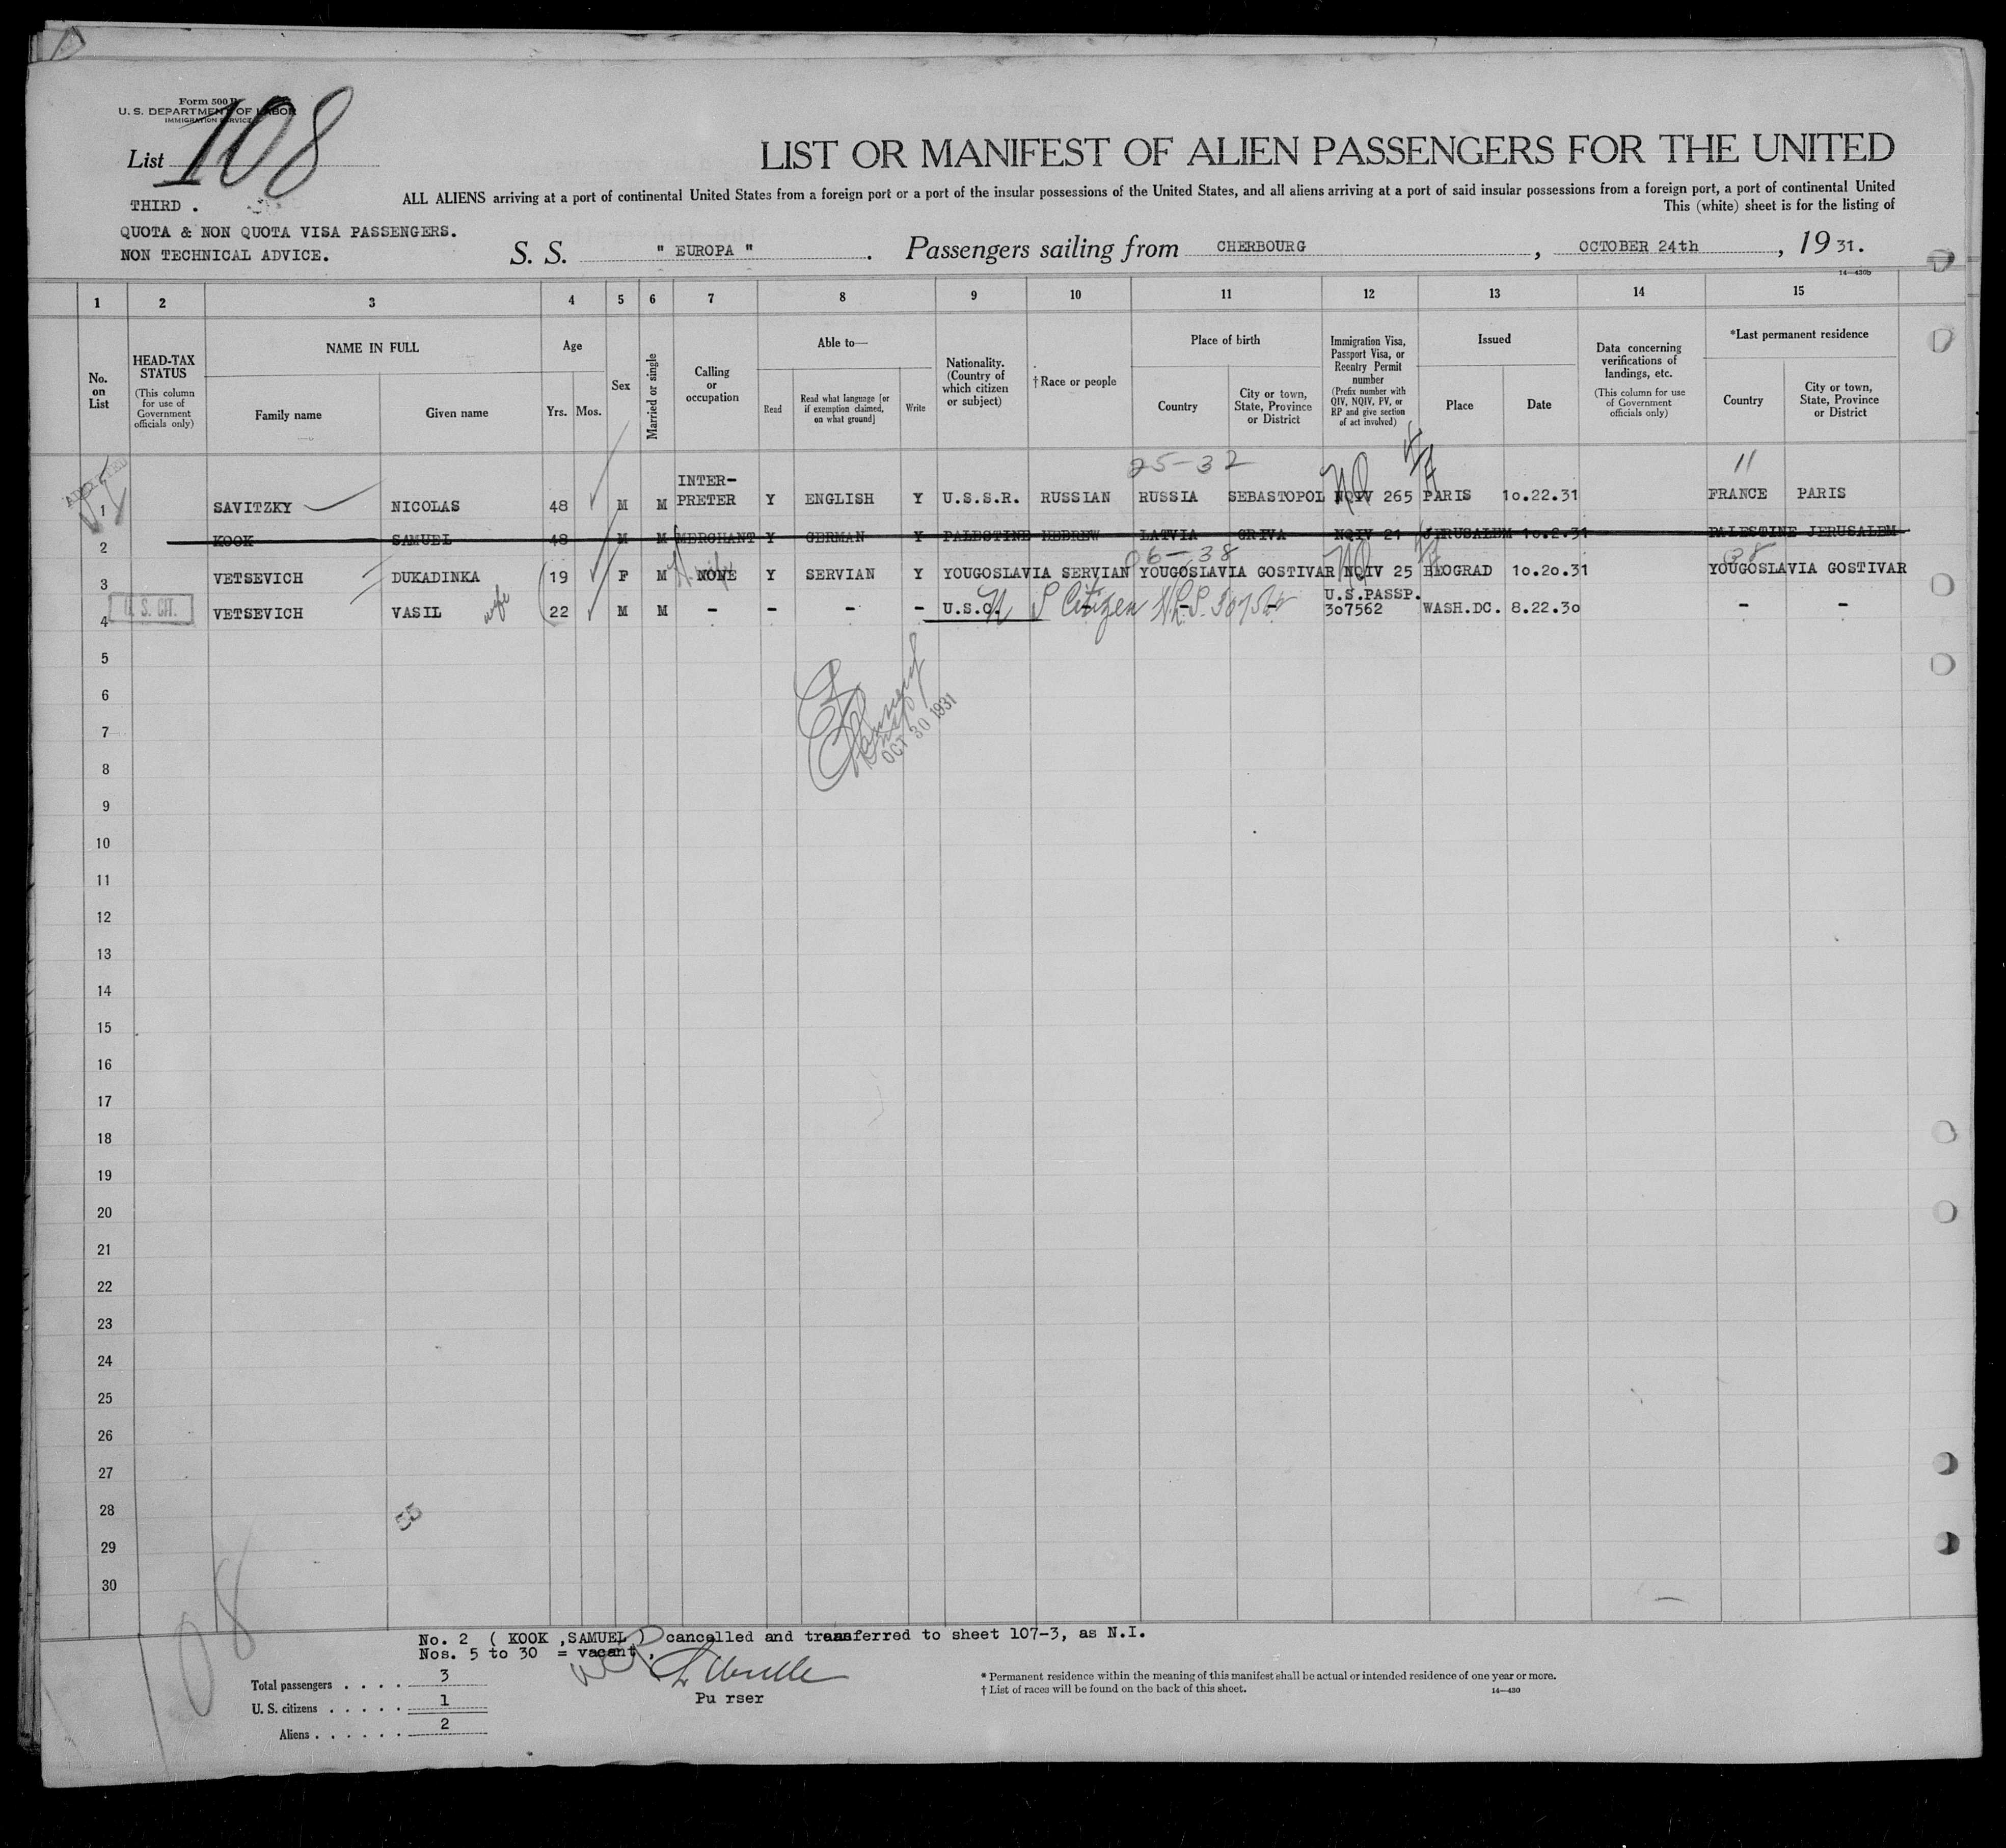 Form 500 B
U. S. DEPARTMENT OF LABOR
IMMIGRATION SERVICE
List 108
LIST OR MANIFEST OF ALIEN PASSENGERS FOR THE UNITED
ALL ALIENS arriving at a port of continental United States from a foreign port or a port of the insular possessions of the United States, and all aliens arriving at a port of said insular possessions from a foreign port, a port of continental United
THIRD .
This (white) sheet is for the listing of
QUOTA & NON QUOTA VISA PASSENGERS.
NON TECHNICAL ADVICE.
S. S. " EUROPA " . Passengers sailing from CHERBOURG , OCTOBER 24th , 19 31.
14—430b
1 2 3 4 5 6 7 8 9 10 11 12 13 14 15
No. on List
HEAD-TAX STATUS
(This column for use of Government officials only)
NAME IN FULL
Family name
Given name
Age
Yrs. Mos.
Sex
Married or single
Calling or occupation
Able to—
Read
Read what language [or if exemption claimed, on what ground]
Write
Nationality. (Country of which citizen or subject)
†Race or people
Place of birth
Country
City or town, State, Province or District
Immigration Visa, Passport Visa, or Reentry Permit number
(Prefix number with QIV, NQIV, PV, or RP and give section of act involved)
Issued
Place
Date
Data concerning verifications of landings, etc.
(This column for use of Government officials only)
*Last permanent residence
Country
City or town, State, Province or District
25-32 11
ADMITTED
1 SAVITZKY NICOLAS 48 M M INTER-PRETER Y ENGLISH Y U.S.S.R. RUSSIAN RUSSIA SEBASTOPOL NQIV 265 PARIS 10.22.31 FRANCE PARIS
2 KOOK SAMUEL 48 M M MERCHANT Y GERMAN Y PALESTINE HEBREW LATVIA GRIVA NQIV 21 JERUSALEM 10.2.31 PALESTINE JERUSALEM
06-38 38
3 VETSEVICH DUKADINKA 19 F M NONE Y SERVIAN Y YOUGOSLAVIA SERVIAN YOUGOSLAVIA GOSTIVAR NQIV 25 BEOGRAD 10.20.31 YOUGOSLAVIA GOSTIVAR
U. S. CIT.
4 VETSEVICH VASIL wife 22 M M - - - - U.S.C. U S Citizen - - U.S.PASSP. 307562 WASH.DC. 8.22.30 - -
5
6
7
OCT 30 1931
8
9
10
11
12
13
14
15
16
17
18
19
20
21
22
23
24
25
26
27
28
29
30
No. 2 ( KOOK ,SAMUEL ) cancelled and transferred to sheet 107-3, as N.I.
Nos. 5 to 30 = vacant ,
Total passengers . . . . 3
U. S. citizens . . . . . 1
Aliens . . . . . . 2
Pu rser
* Permanent residence within the meaning of this manifest shall be actual or intended residence of one year or more.
† List of races will be found on the back of this sheet.
14—430